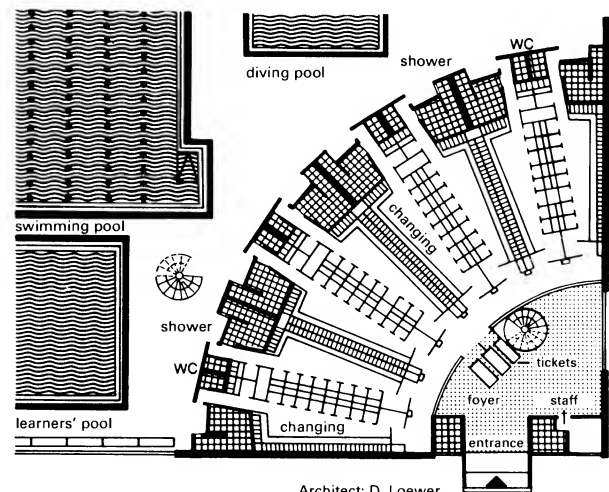 WC
shower
diving pool
changing
swimming pool
shower
tickets
WC
foyer
staff
learners' pool
changing
entrance
Architect: D. Loewer